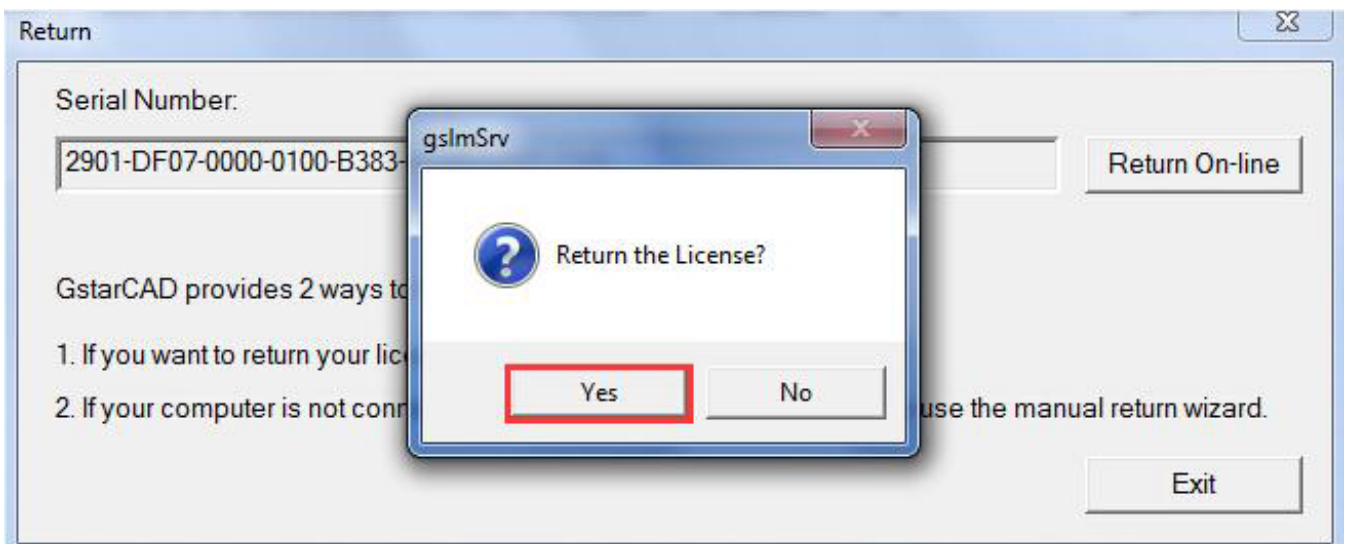 Return
Serial Number:
2901-DF07-0000-0100-B383-
Return On-line
gslmSrv
Return the License?
Yes
No
GstarCAD provides 2 ways to
1. If you want to return your lice
2. If your computer is not conn
use the manual return wizard.
Exit